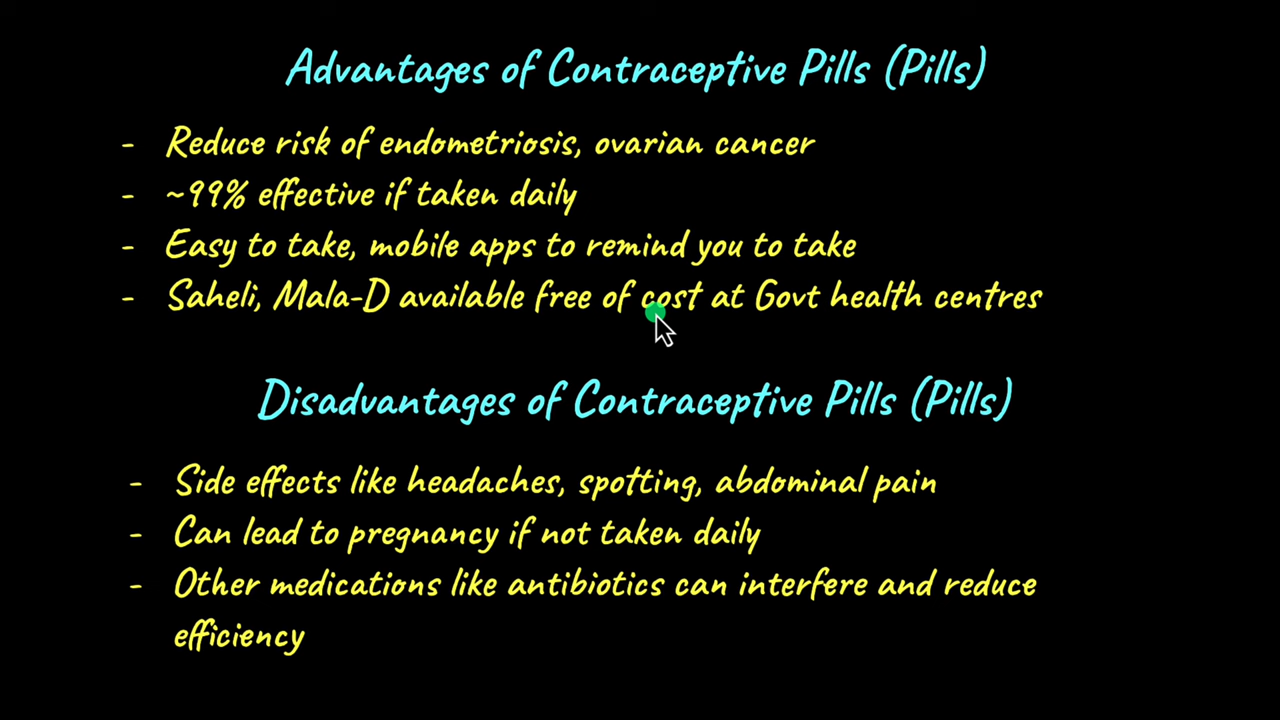 Advantages of Contraceptive Pills (Pills)
- Reduce risk of endometriosis, ovarian cancer
- ~99% effective if taken daily
- Easy to take, mobile apps to remind you to take
- Saheli, Mala-D available free of cost at Govt health centres
Disadvantages of Contraceptive Pills (Pills)
- Side effects like headaches, spotting, abdominal pain
- Can lead to pregnancy if not taken daily
- Other medications like antibiotics can interfere and reduce
efficiency